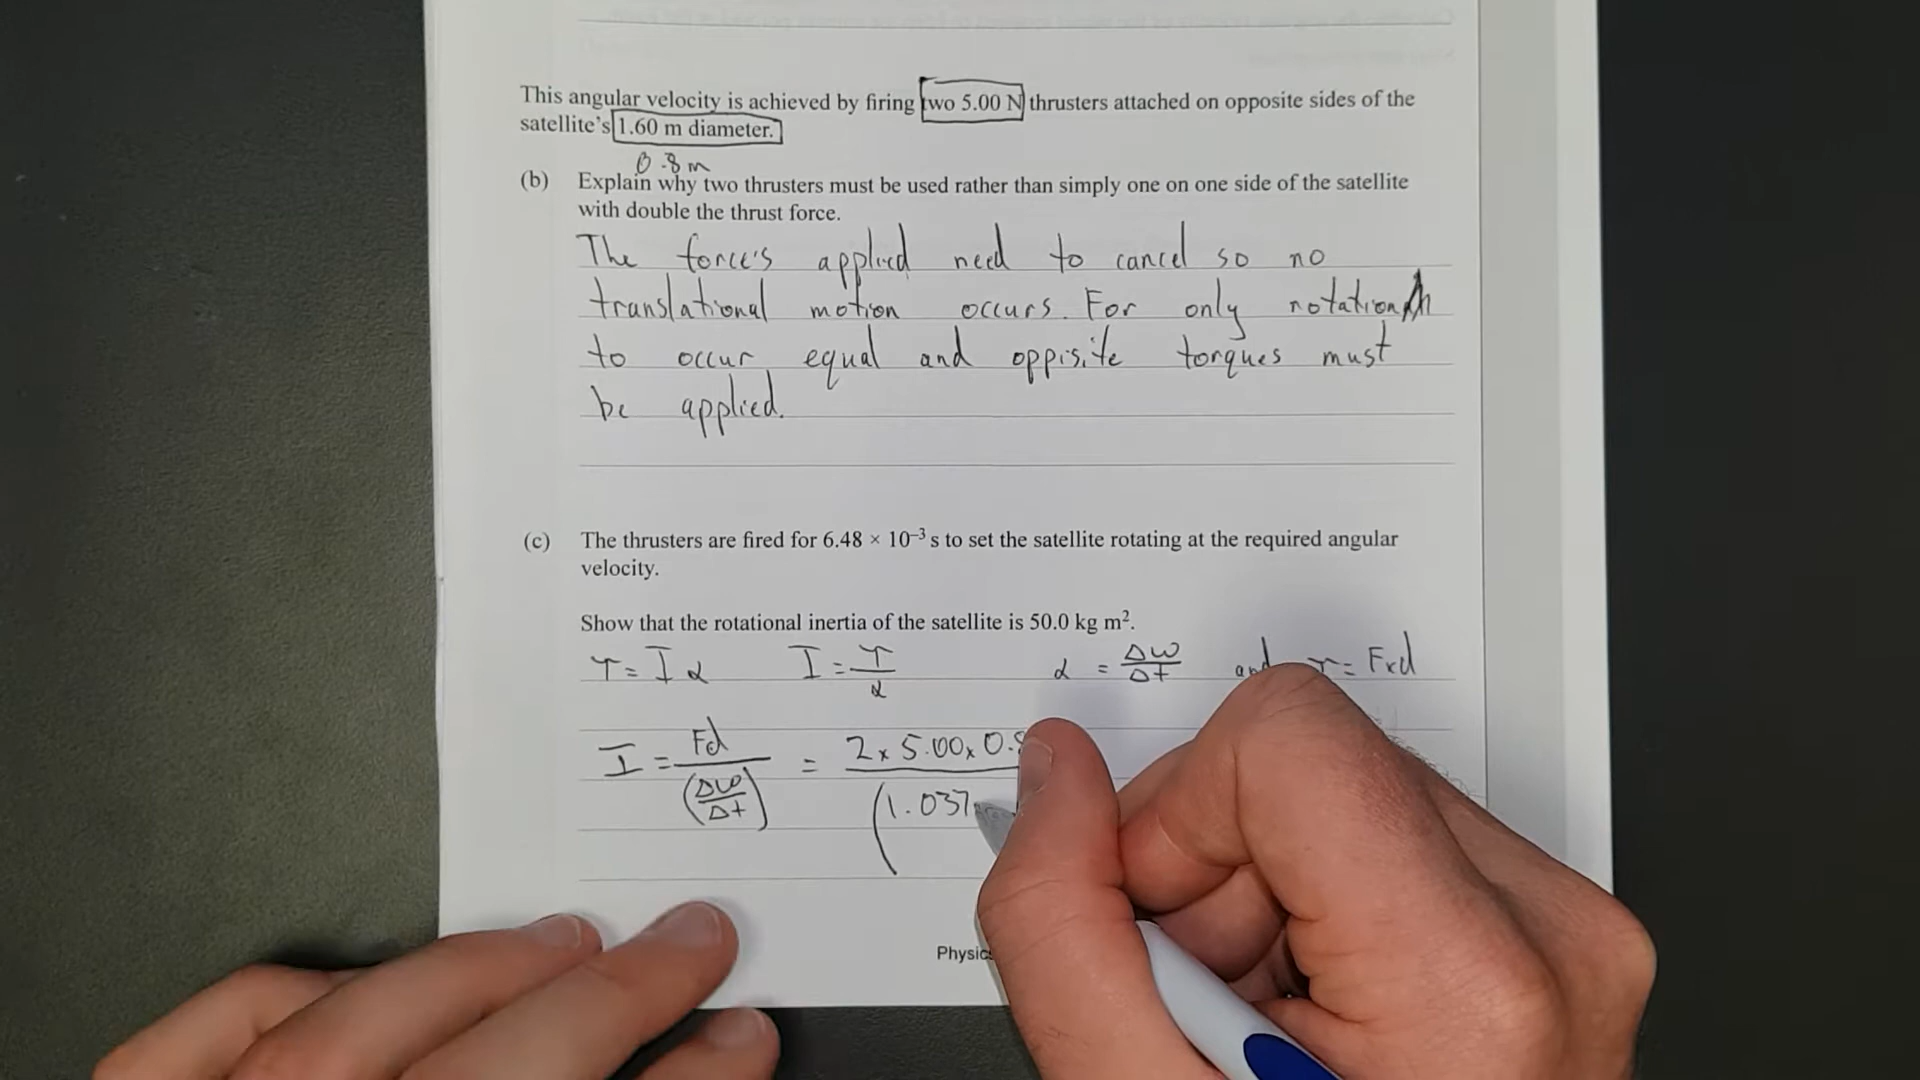 This angular velocity is achieved by firing two 5.00 N thrusters attached on opposite sides of the
satellite's 1.60 m diameter.
0.8 m
(b) Explain why two thrusters must be used rather than simply one on one side of the satellite
with double the thrust force.
The force's applied need to cancel so no
translational motion occurs. For only rotation
to occur equal and oppisite torques must
be applied.
(c) The thrusters are fired for 6.48 × 10⁻³ s to set the satellite rotating at the required angular
velocity.
Show that the rotational inertia of the satellite is 50.0 kg m².
τ = Iα I = τ/α α = Δω/Δt and τ = F×d
I = Fd/(Δω/Δt) = 2 × 5.00 × 0.8
(1.037